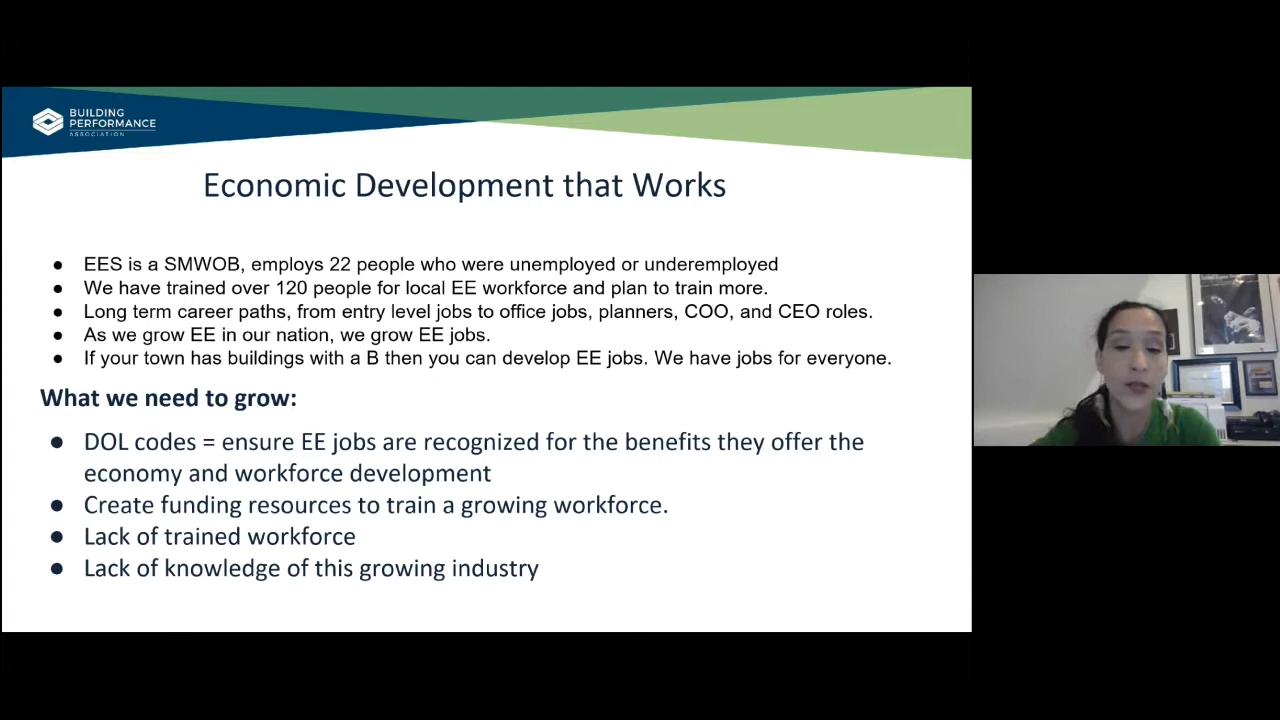 BUILDING
PERFORMANCE
ASSOCIATION
Economic Development that Works
● EES is a SMWOB, employs 22 people who were unemployed or underemployed
● We have trained over 120 people for local EE workforce and plan to train more.
● Long term career paths, from entry level jobs to office jobs, planners, COO, and CEO roles.
● As we grow EE in our nation, we grow EE jobs.
● If your town has buildings with a B then you can develop EE jobs. We have jobs for everyone.
What we need to grow:
● DOL codes = ensure EE jobs are recognized for the benefits they offer the
economy and workforce development
● Create funding resources to train a growing workforce.
● Lack of trained workforce
● Lack of knowledge of this growing industry